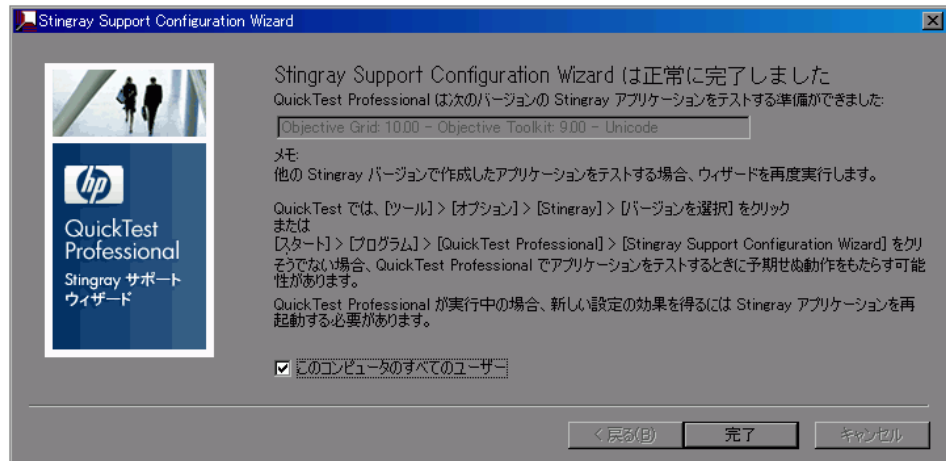 Stingray Support Configuration Wizard
hp
QuickTest
Professional
Stingray サポート
ウィザード
Stingray Support Configuration Wizard は正常に完了しました
QuickTest Professional は次のバージョンの Stingray アプリケーションをテストする準備ができました:
Objective Grid: 10.00 - Objective Toolkit: 9.00 - Unicode
メモ:
他の Stingray バージョンで作成したアプリケーションをテストする場合、ウィザードを再度実行します。
QuickTest では、[ツール] > [オプション] > [Stingray] > [バージョンを選択] をクリック
または
[スタート] > [プログラム] > [QuickTest Professional] > [Stingray Support Configuration Wizard] をクリ
そうでない場合、QuickTest Professional でアプリケーションをテストするときに予期せぬ動作をもたらす可能
性があります。
QuickTest Professional が実行中の場合、新しい設定の効果を得るには Stingray アプリケーションを再
起動する必要があります。
このコンピュータのすべてのユーザー
< 戻る(B)
完了
キャンセル